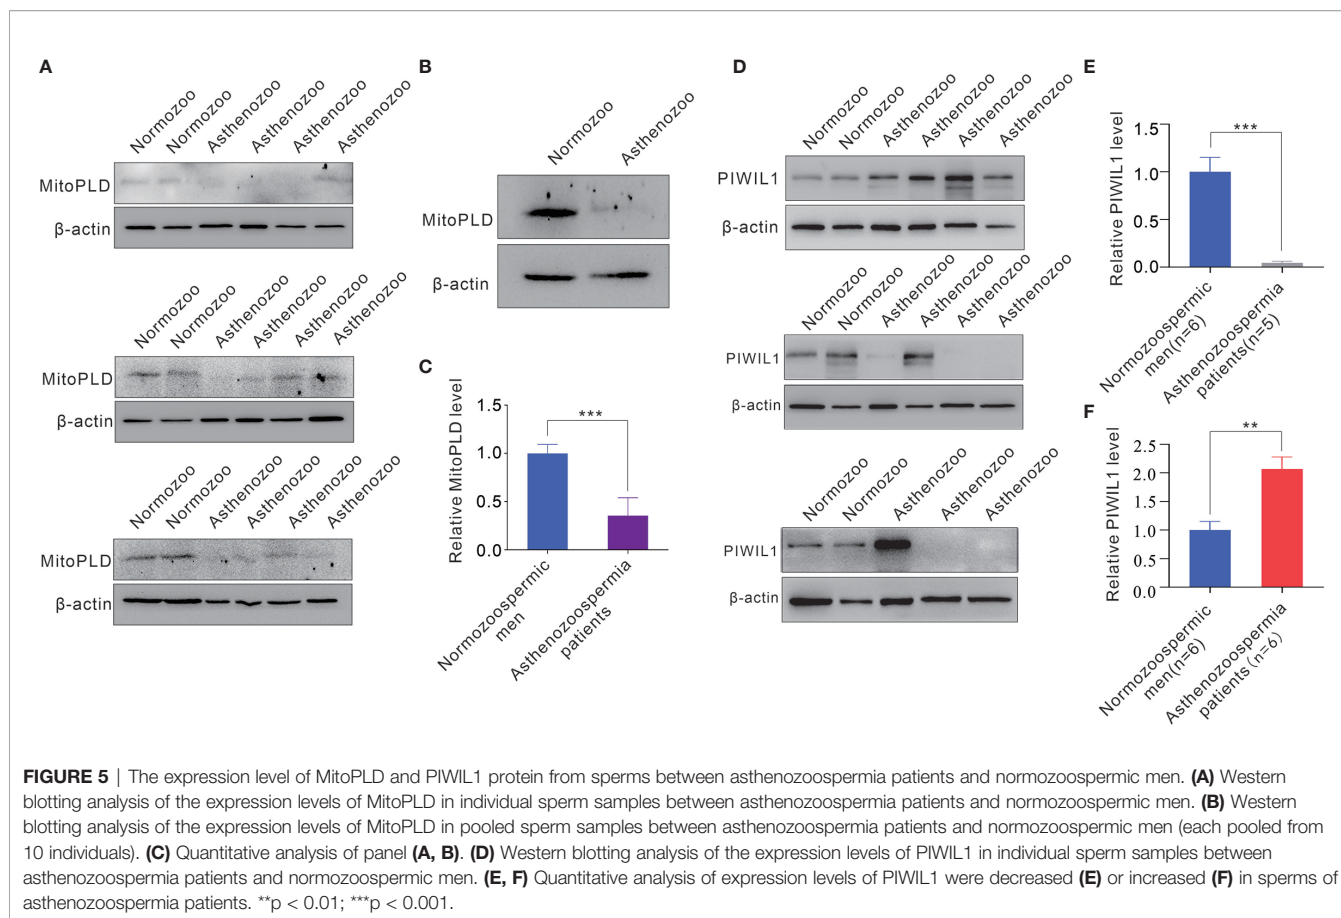 A
Normozoo
Normozoo
Asthenozoo
Asthenozoo
Asthenozoo
Asthenozoo
MitoPLD
β-actin
Normozoo
Normozoo
Asthenozoo
Asthenozoo
Asthenozoo
Asthenozoo
MitoPLD
β-actin
Normozoo
Normozoo
Asthenozoo
Asthenozoo
Asthenozoo
Asthenozoo
MitoPLD
β-actin
B
Normozoo
Asthenozoo
MitoPLD
β-actin
C
Relative MitoPLD level
1.5
1.0
0.5
0.0
***
Normozoospermic
men
Asthenozoospermia
patients
D
Normozoo
Normozoo
Asthenozoo
Asthenozoo
Asthenozoo
Asthenozoo
PIWIL1
β-actin
Normozoo
Normozoo
Asthenozoo
Asthenozoo
Asthenozoo
Asthenozoo
PIWIL1
β-actin
Normozoo
Normozoo
Asthenozoo
Asthenozoo
Asthenozoo
PIWIL1
β-actin
E
Relative PIWIL1 level
1.5
1.0
0.5
0.0
***
Normozoospermic
men(n=6)
Asthenozoospermia
patients(n=5)
F
Relative PIWIL1 level
2.5
2.0
1.5
1.0
0.5
0.0
**
Normozoospermic
men(n=6)
Asthenozoospermia
patients (n=6)
FIGURE 5 | The expression level of MitoPLD and PIWIL1 protein from sperms between asthenozoospermia patients and normozoospermic men. (A) Western
blotting analysis of the expression levels of MitoPLD in individual sperm samples between asthenozoospermia patients and normozoospermic men. (B) Western
blotting analysis of the expression levels of MitoPLD in pooled sperm samples between asthenozoospermia patients and normozoospermic men (each pooled from
10 individuals). (C) Quantitative analysis of panel (A, B). (D) Western blotting analysis of the expression levels of PIWIL1 in individual sperm samples between
asthenozoospermia patients and normozoospermic men. (E, F) Quantitative analysis of expression levels of PIWIL1 were decreased (E) or increased (F) in sperms of
asthenozoospermia patients. **p < 0.01; ***p < 0.001.